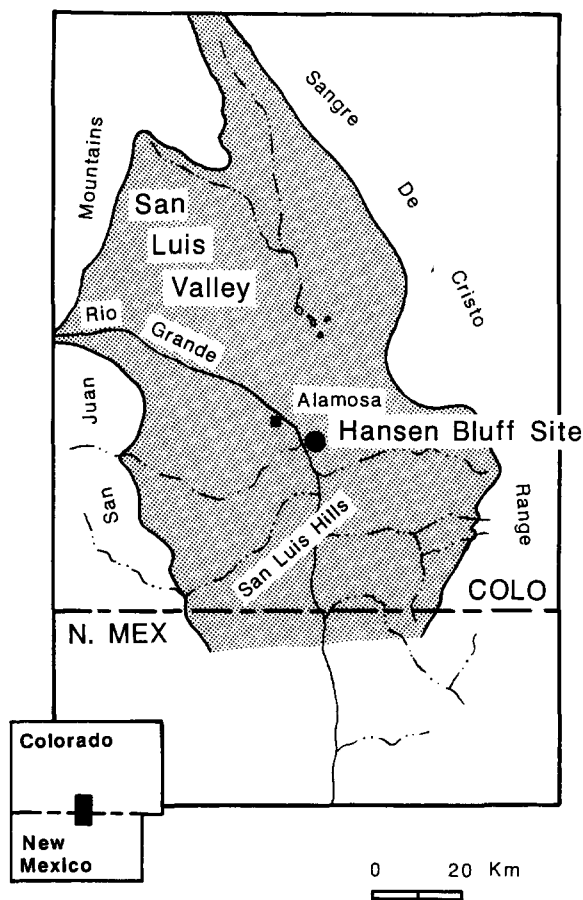 Sangre
De
Cristo
Range
Mountains
San
Luis
Valley
Rio
Grande
Juan
San
Alamosa
Hansen Bluff Site
San Luis Hills
COLO
N. MEX
Colorado
New
Mexico
0 20 Km